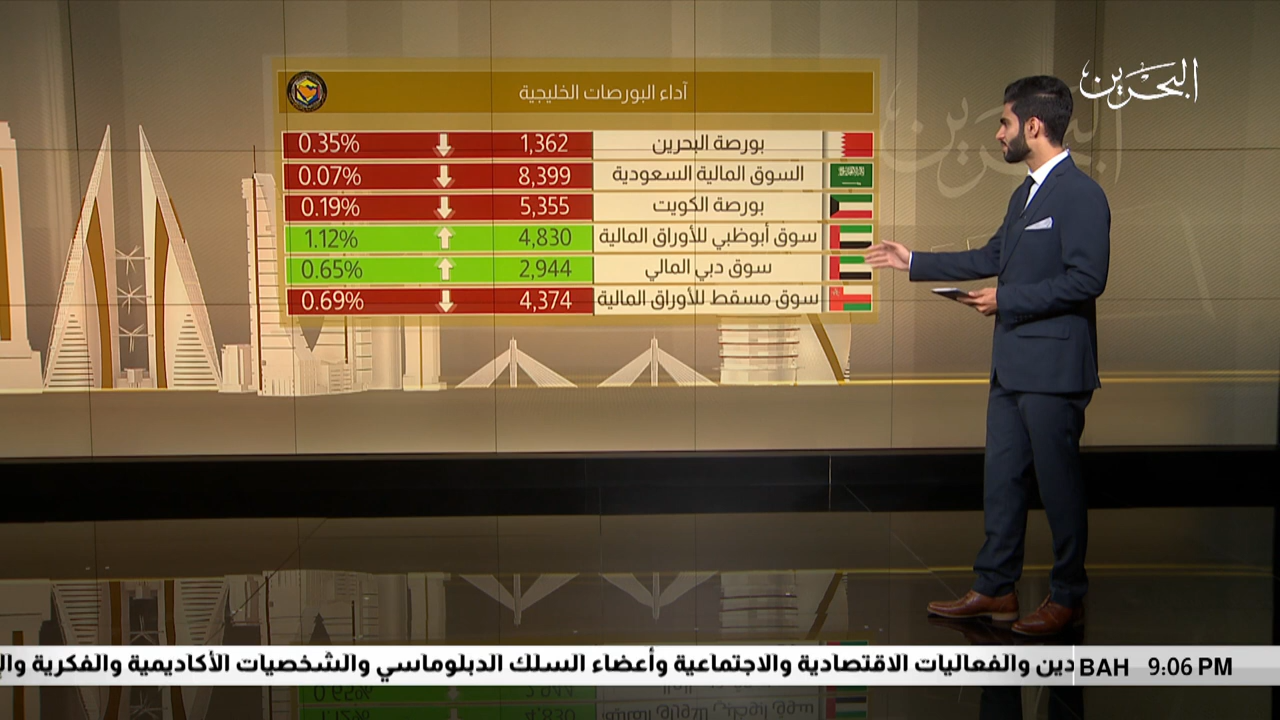 البحرين
آداء البورصات الخليجية
بورصة البحرين 1,362 0.35%
السوق المالية السعودية 8,399 0.07%
بورصة الكويت 5,355 0.19%
سوق أبوظبي للأوراق المالية 4,830 1.12%
سوق دبي المالي 2,944 0.65%
سوق مسقط للأوراق المالية 4,374 0.69%
دين والفعاليات الاقتصادية والاجتماعية وأعضاء السلك الدبلوماسي والشخصيات الأكاديمية والفكرية
BAH 9:06 PM